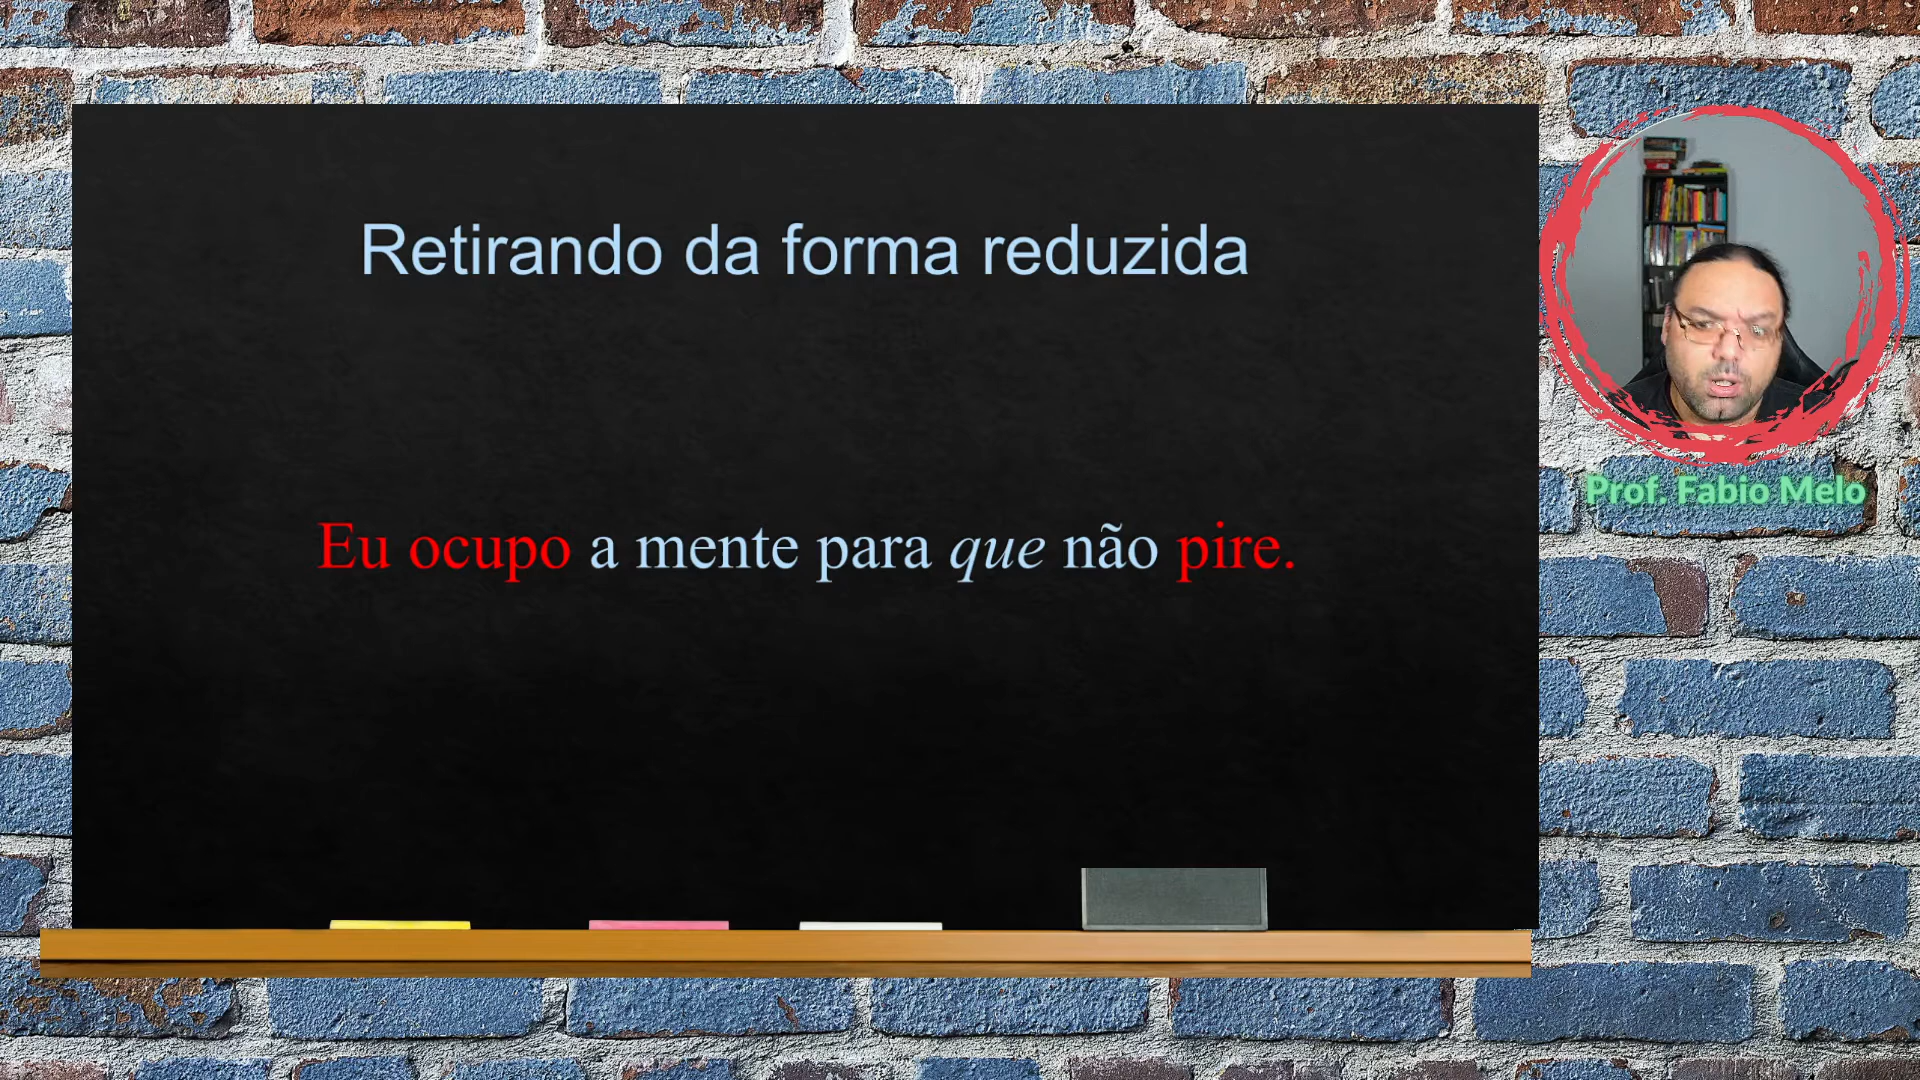 Retirando da forma reduzida
Eu ocupo a mente para que não pire.
Prof. Fabio Melo